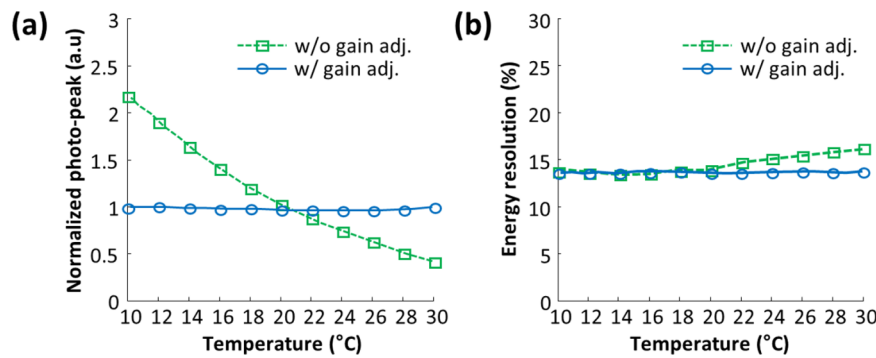 (a)
Normalized photo-peak (a.u)
3
2.5
2
1.5
1
0.5
0
w/o gain adj.
w/ gain adj.
10 12 14 16 18 20 22 24 26 28 30
Temperature (°C)
(b)
Energy resolution (%)
30
25
20
15
10
5
0
w/o gain adj.
w/ gain adj.
10 12 14 16 18 20 22 24 26 28 30
Temperature (°C)